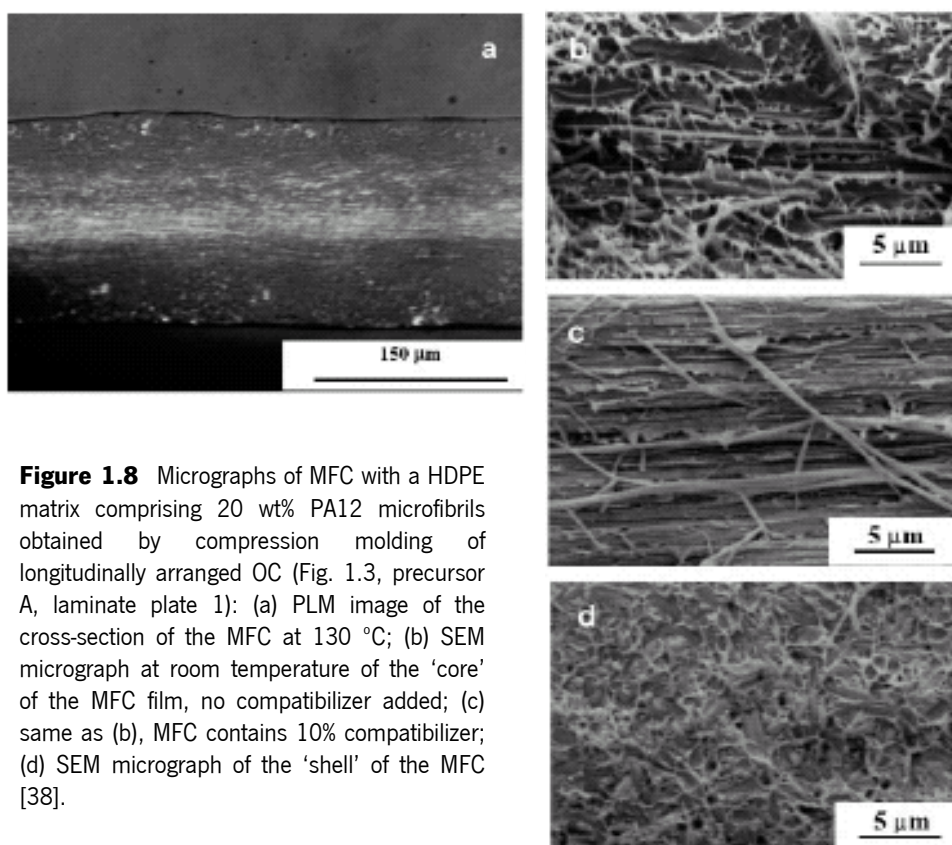 a
150 µm
b
5 µm
c
5 µm
d
5 µm
Figure 1.8 Micrographs of MFC with a HDPE
matrix comprising 20 wt% PA12 microfibrils
obtained by compression molding of
longitudinally arranged OC (Fig. 1.3, precursor
A, laminate plate 1): (a) PLM image of the
cross-section of the MFC at 130 °C; (b) SEM
micrograph at room temperature of the ‘core’
of the MFC film, no compatibilizer added; (c)
same as (b), MFC contains 10% compatibilizer;
(d) SEM micrograph of the ‘shell’ of the MFC
[38].